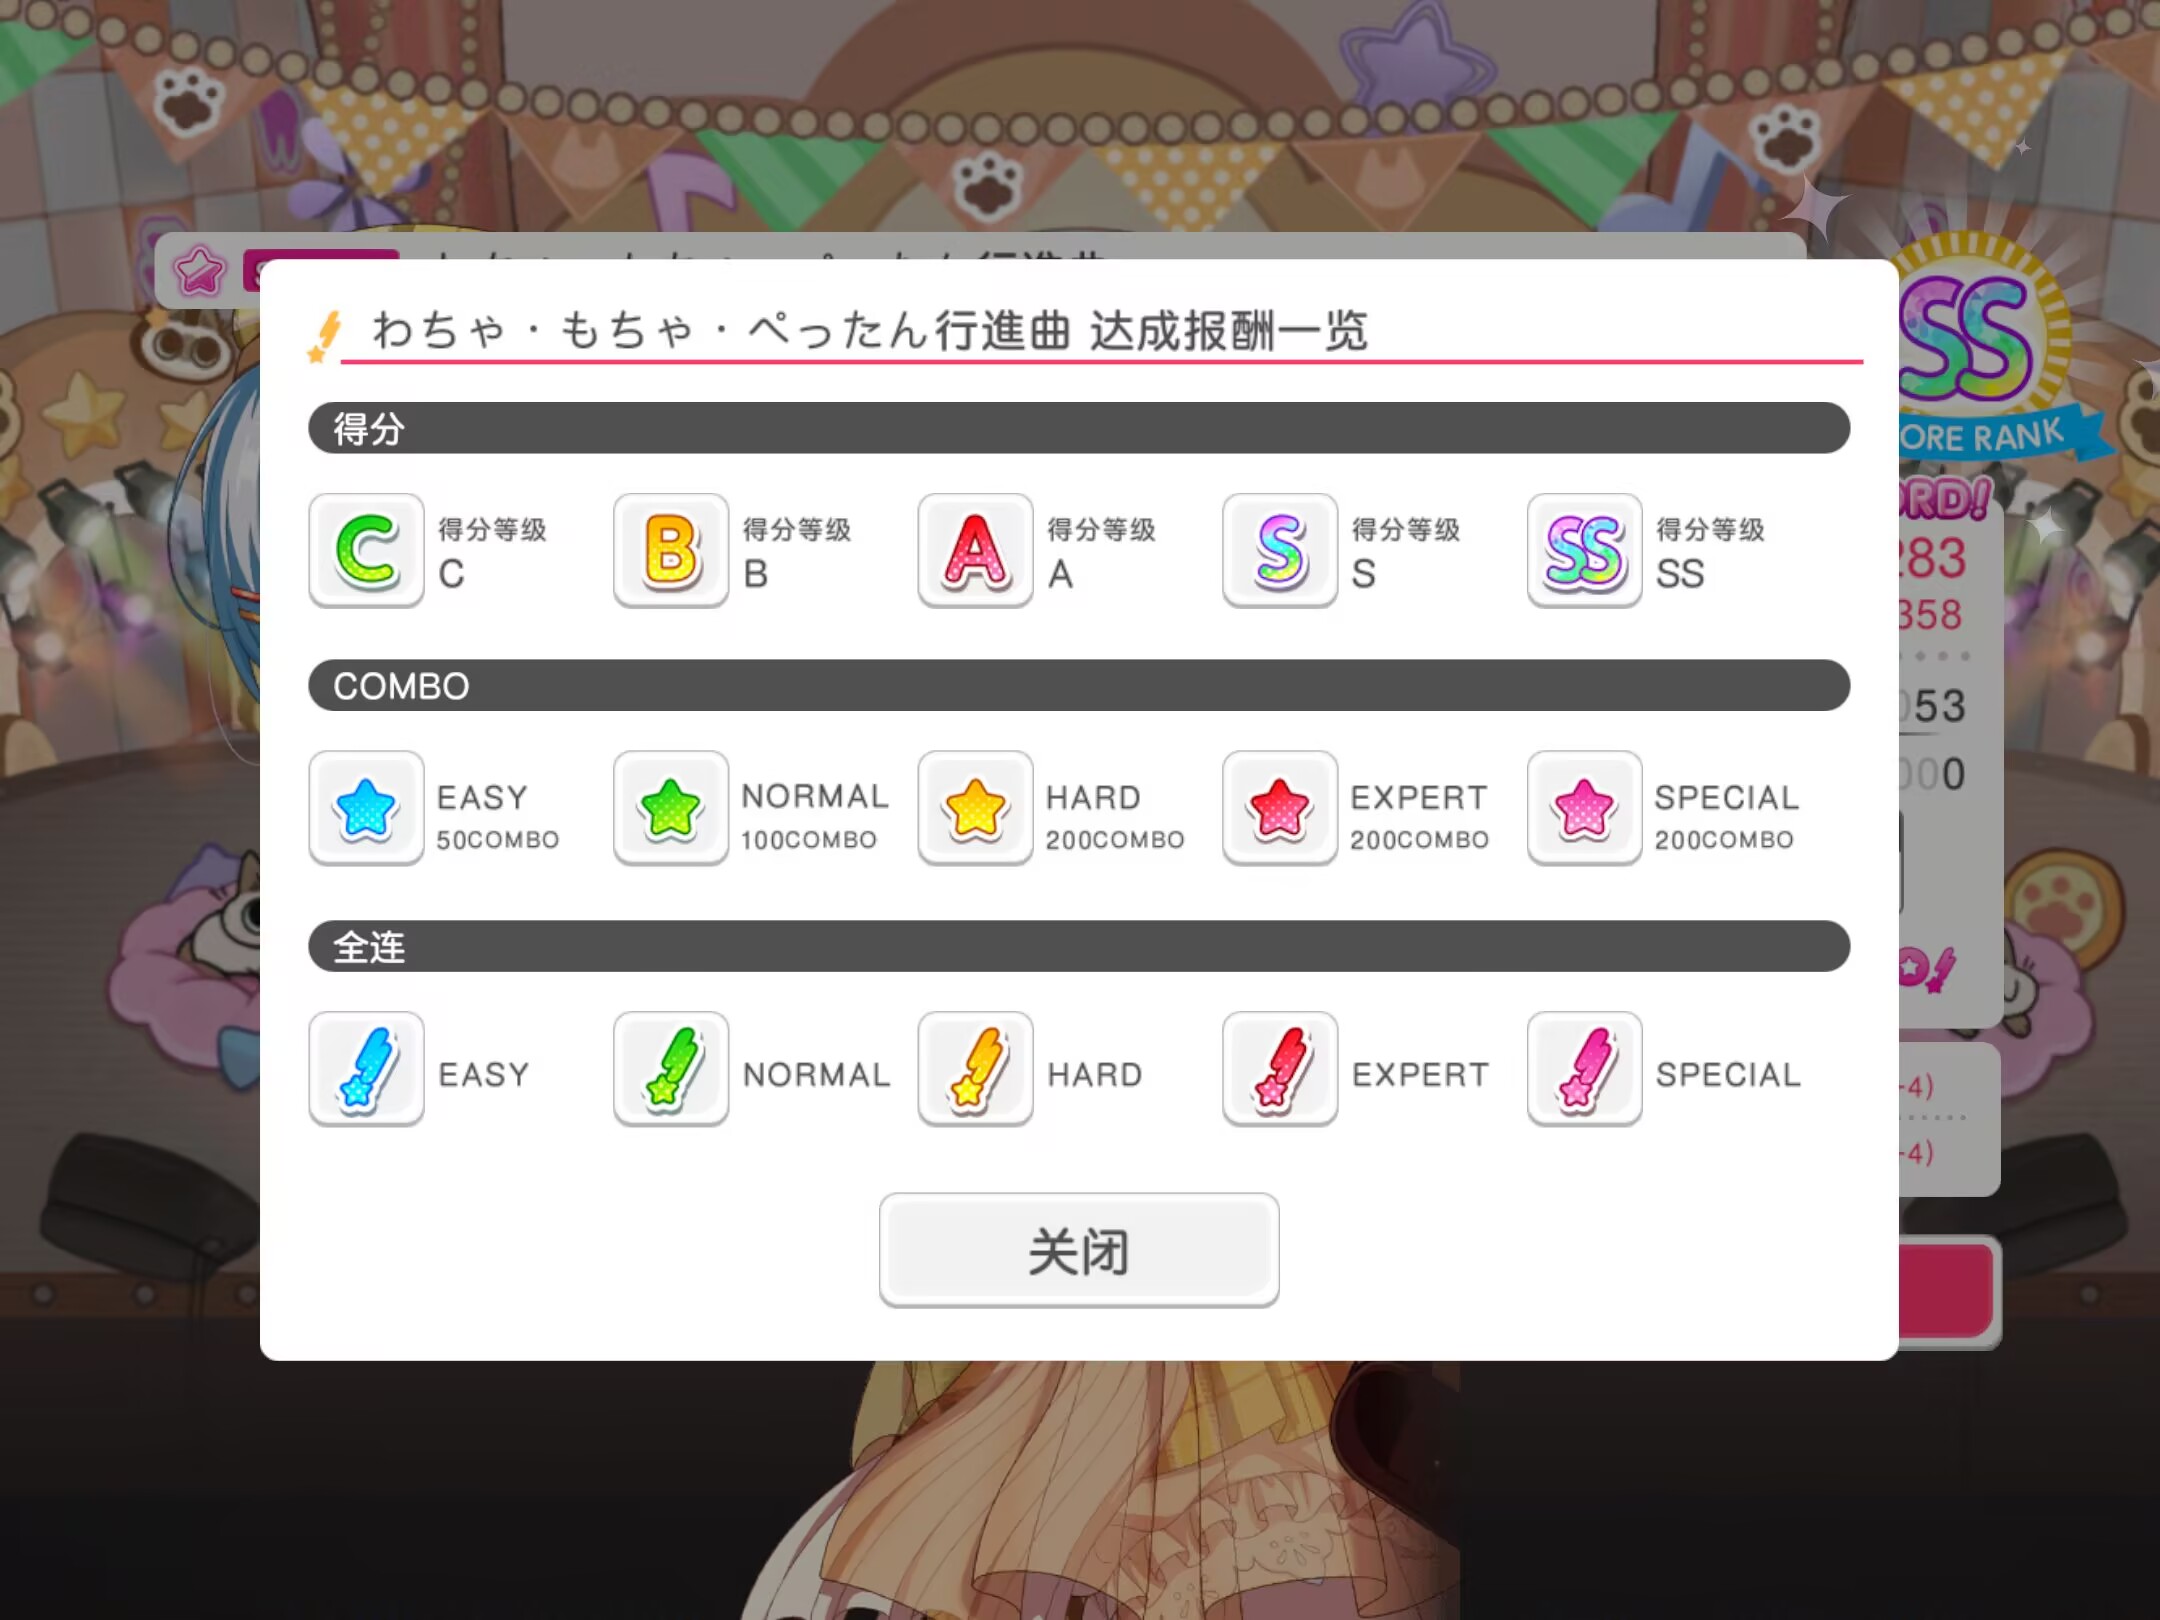 わちゃ・もちゃ・ぺったん行進曲 达成报酬一览
得分
C 得分等级 C
B 得分等级 B
A 得分等级 A
S 得分等级 S
SS 得分等级 SS
COMBO
EASY 50COMBO
NORMAL 100COMBO
HARD 200COMBO
EXPERT 200COMBO
SPECIAL 200COMBO
全连
EASY
NORMAL
HARD
EXPERT
SPECIAL
关闭
SS
ORE RANK
ORD!
283
358
053
000
-4)
-4)